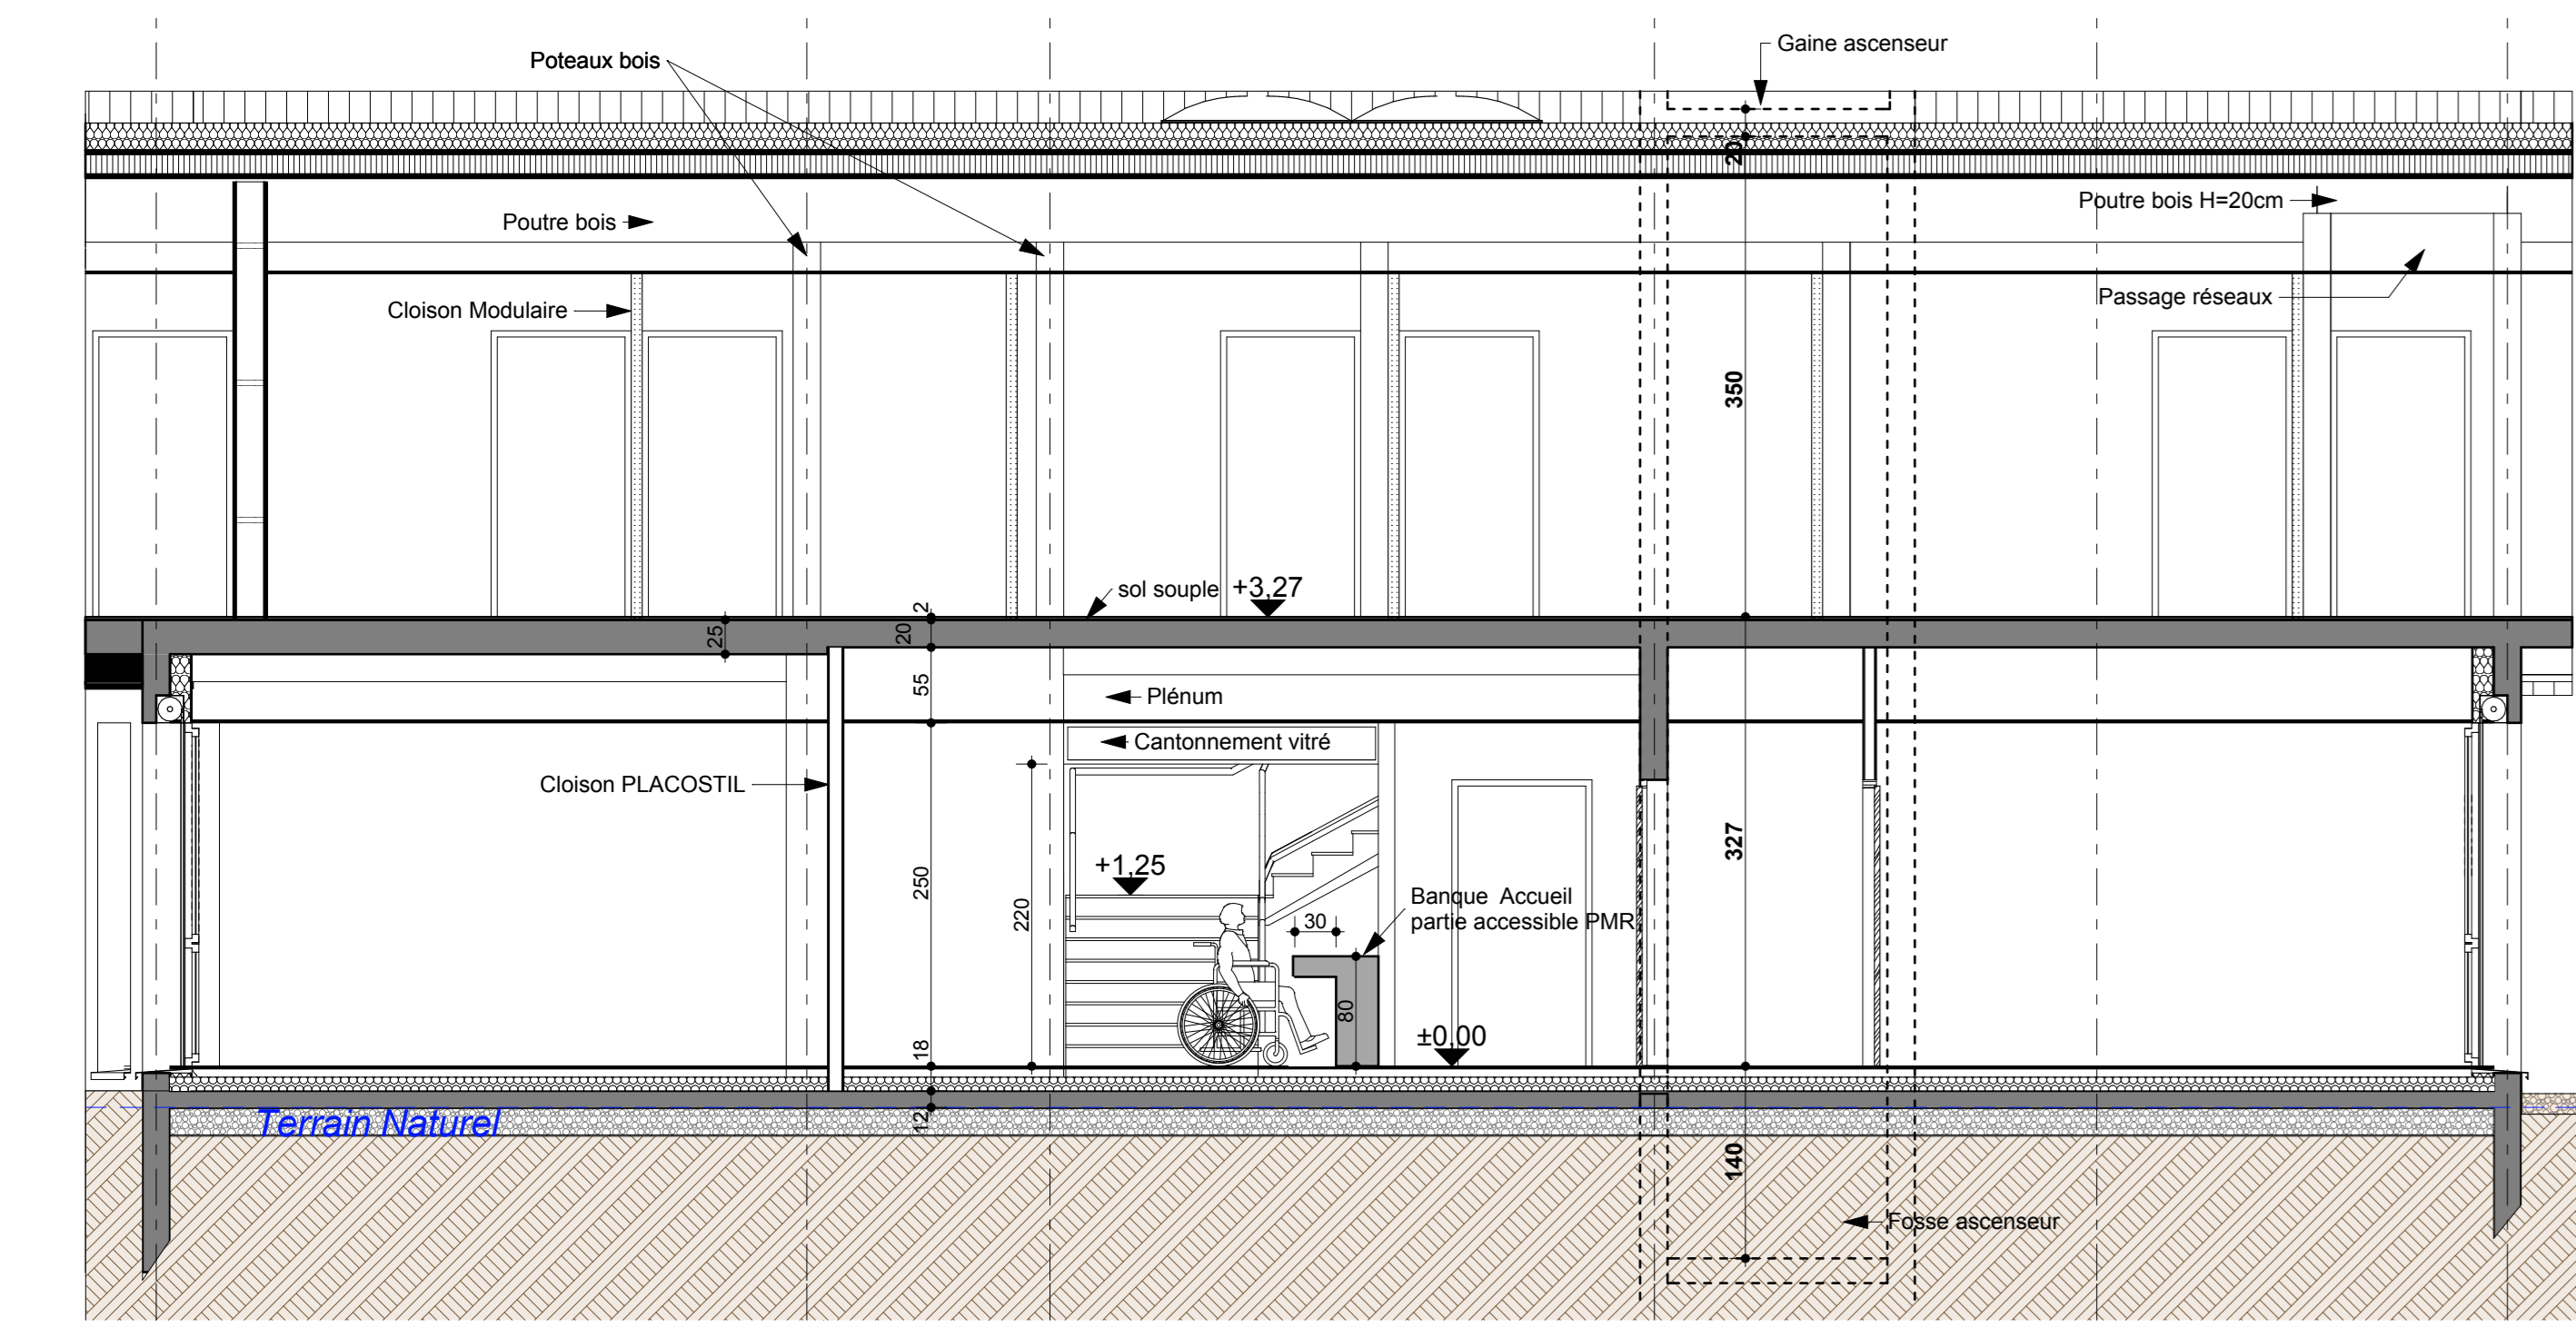 Gaine ascenseur
Poteaux bois
20
Poutre bois H=20cm
Poutre bois
Passage réseaux
Cloison Modulaire
350
sol souple
+3,27
2
20
25
55
Plénum
Cantonnement vitré
Cloison PLACOSTIL
327
+1,25
250
220
30
Banque Accueil
partie accessible PMR
80
±0,00
18
12
Terrain Naturel
140
Fosse ascenseur